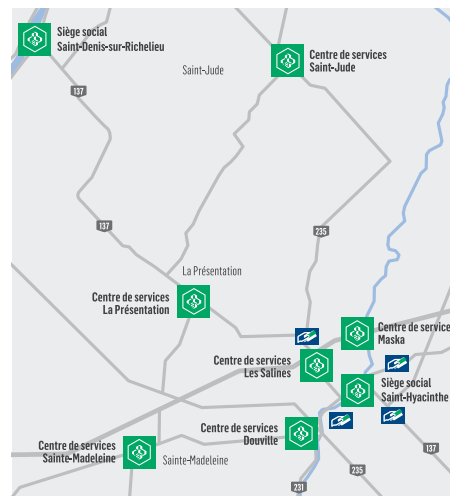 Siège social
Saint-Denis-sur-Richelieu
Centre de services
Saint-Jude
Saint-Jude
137
137
235
La Présentation
Centre de services
La Présentation
Centre de service
Maska
Centre de services
Les Salines
Siège social
Saint-Hyacinthe
Centre de services
Douville
Centre de services
Sainte-Madeleine
Sainte-Madeleine
137
235
231